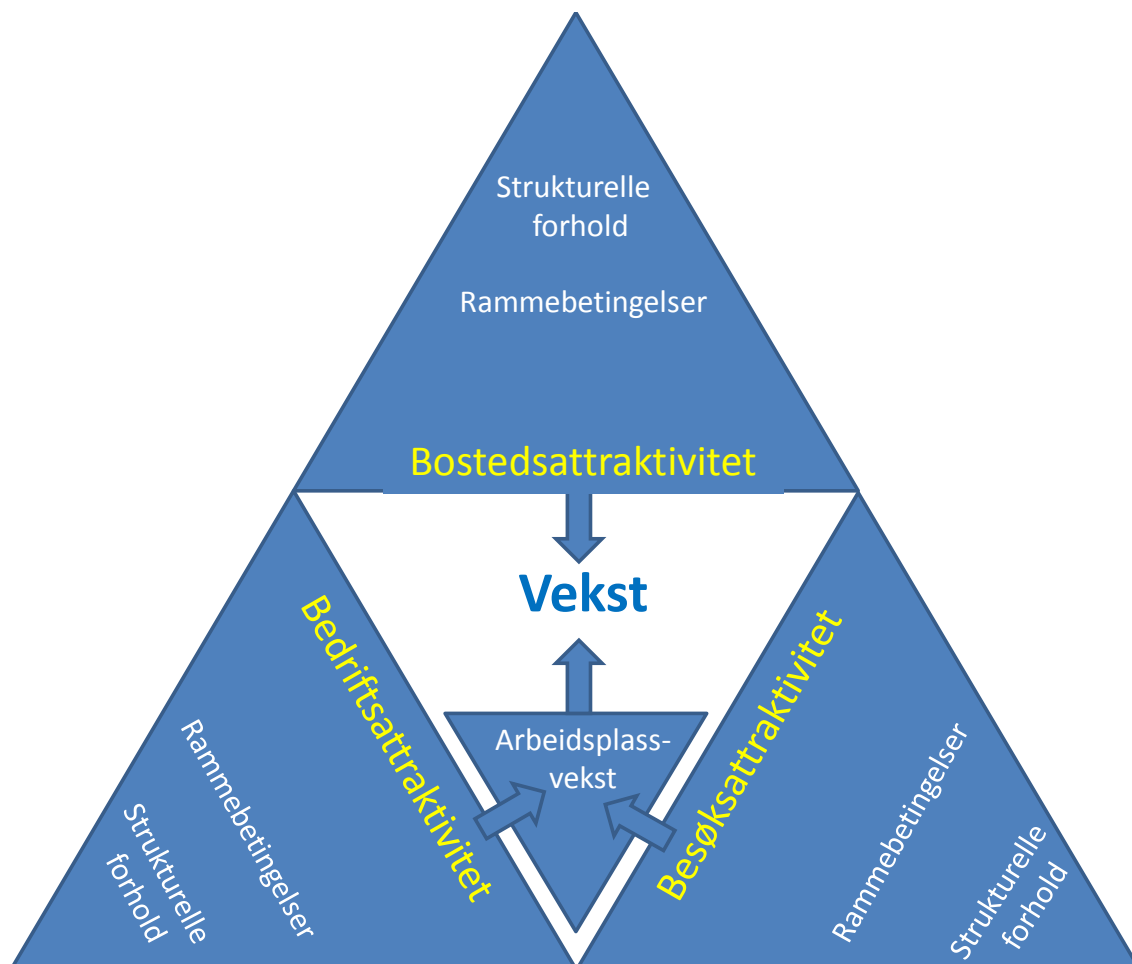 Strukturelle
forhold
Rammebetingelser
Bostedsattraktivitet
Vekst
Bedriftsattraktivitet
Rammebetingelser
Strukturelle
forhold
Arbeidsplass-
vekst
Besøksattraktivitet
Rammebetingelser
Strukturelle
forhold